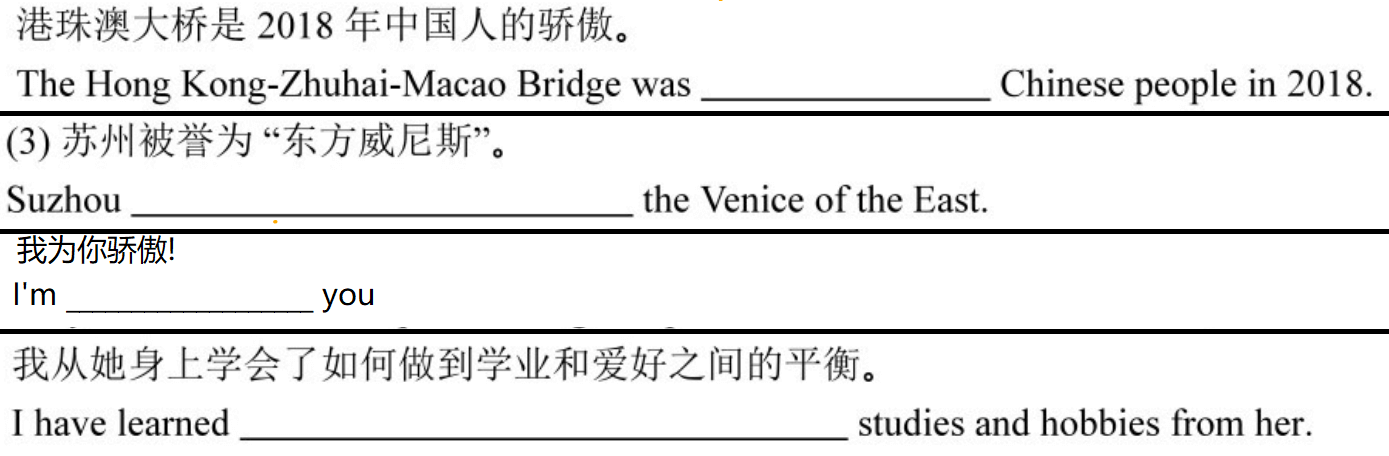 港珠澳大桥是 2018 年中国人的骄傲。
The Hong Kong-Zhuhai-Macao Bridge was _______________ Chinese people in 2018.
(3) 苏州被誉为 “东方威尼斯”。
Suzhou __________________________ the Venice of the East.
我为你骄傲!
I'm _________________ you
我从她身上学会了如何做到学业和爱好之间的平衡。
I have learned ________________________________ studies and hobbies from her.